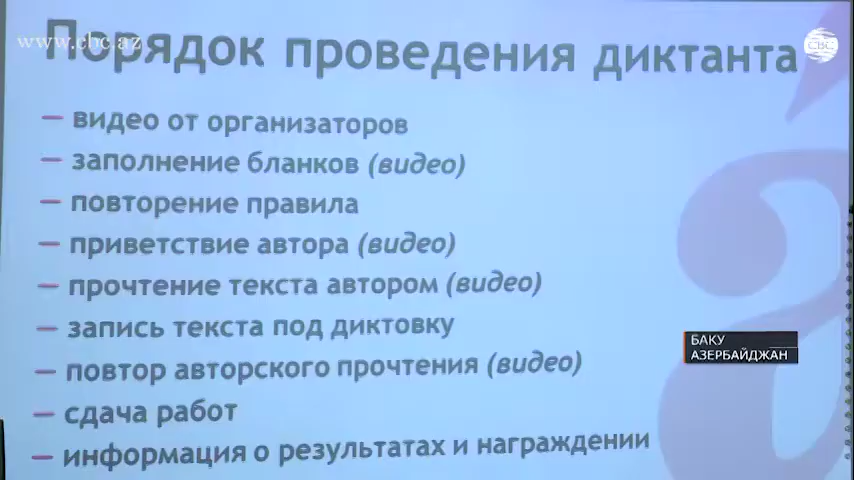 www.cbc.az
Порядок проведения диктанта
CBC
— видео от организаторов
— заполнение бланков (видео)
— повторение правила
— приветствие автора (видео)
— прочтение текста автором (видео)
— запись текста под диктовку
— повтор авторского прочтения (видео)
— сдача работ
— информация о результатах и награждении
БАКУ
АЗЕРБАЙДЖАН